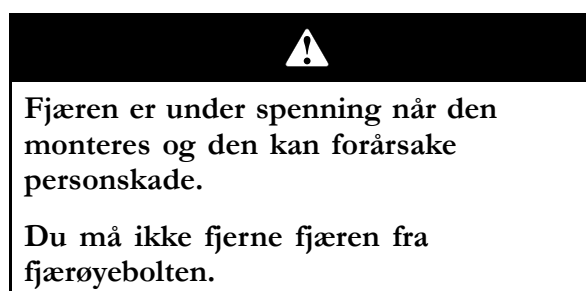 Fjæren er under spenning når den
monteres og den kan forårsake
personskade.
Du må ikke fjerne fjæren fra
fjærøyebolten.